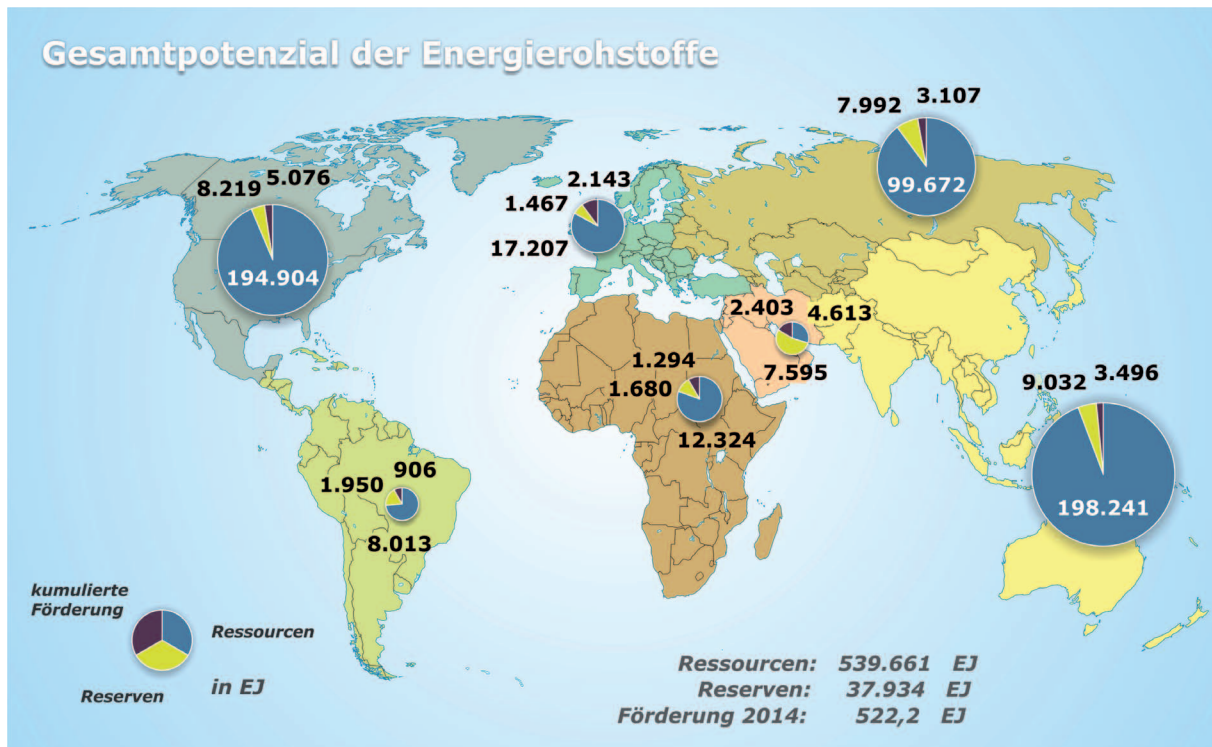 Gesamtpotenzial der Energierohstoffe
7.992
3.107
99.672
8.219
5.076
194.904
2.143
1.467
17.207
2.403
4.613
7.595
1.294
1.680
12.324
9.032
3.496
198.241
906
1.950
8.013
kumulierte
Förderung
Ressourcen
Reserven
in EJ
Ressourcen: 539.661 EJ
Reserven: 37.934 EJ
Förderung 2014: 522,2 EJ